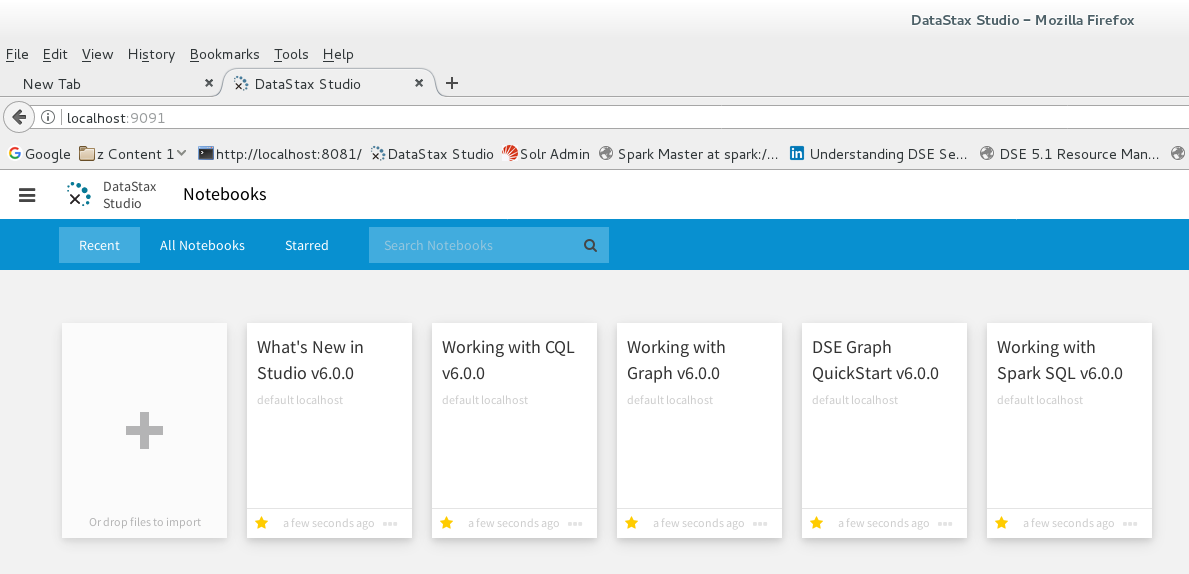 DataStax Studio – Mozilla Firefox
File Edit View History Bookmarks Tools Help
New Tab × DataStax Studio × +
localhost:9091
Google z Content 1 http://localhost:8081/ DataStax Studio Solr Admin Spark Master at spark:/... Understanding DSE Se... DSE 5.1 Resource Man...
DataStax
Studio
Notebooks
Recent All Notebooks Starred Search Notebooks
Or drop files to import
What's New in
Studio v6.0.0
default localhost
a few seconds ago
Working with CQL
v6.0.0
default localhost
a few seconds ago
Working with
Graph v6.0.0
default localhost
a few seconds ago
DSE Graph
QuickStart v6.0.0
default localhost
a few seconds ago
Working with
Spark SQL v6.0.0
default localhost
a few seconds ago